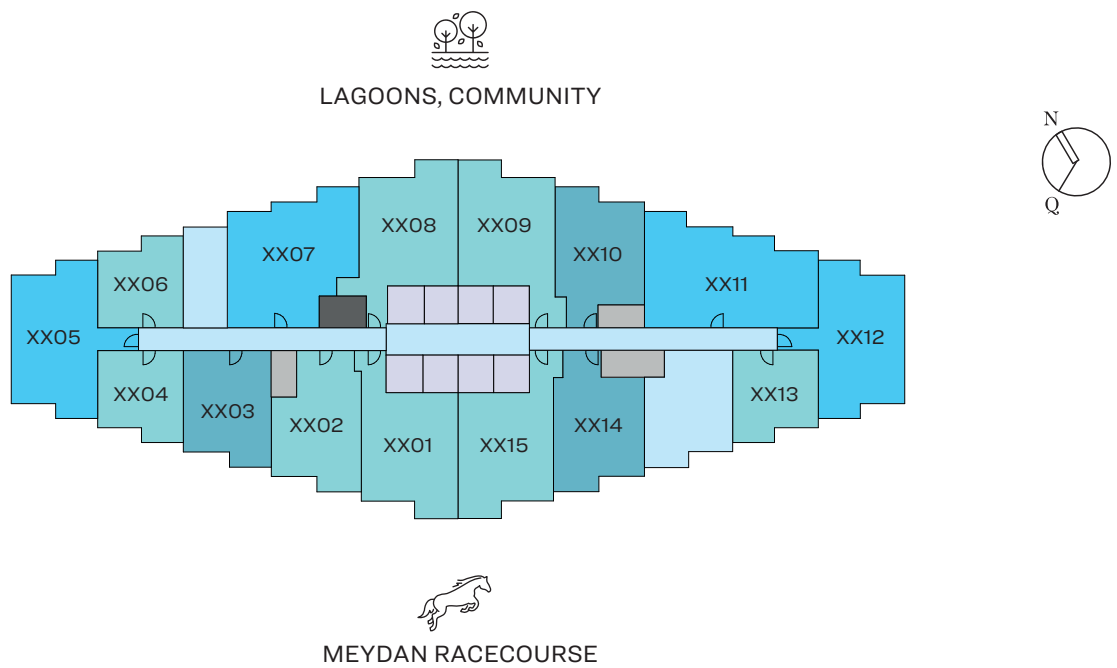 LAGOONS, COMMUNITY
N
Q
XX08
XX09
XX07
XX10
XX06
XX11
XX05
XX12
XX04
XX13
XX03
XX02
XX14
XX01
XX15
MEYDAN RACECOURSE